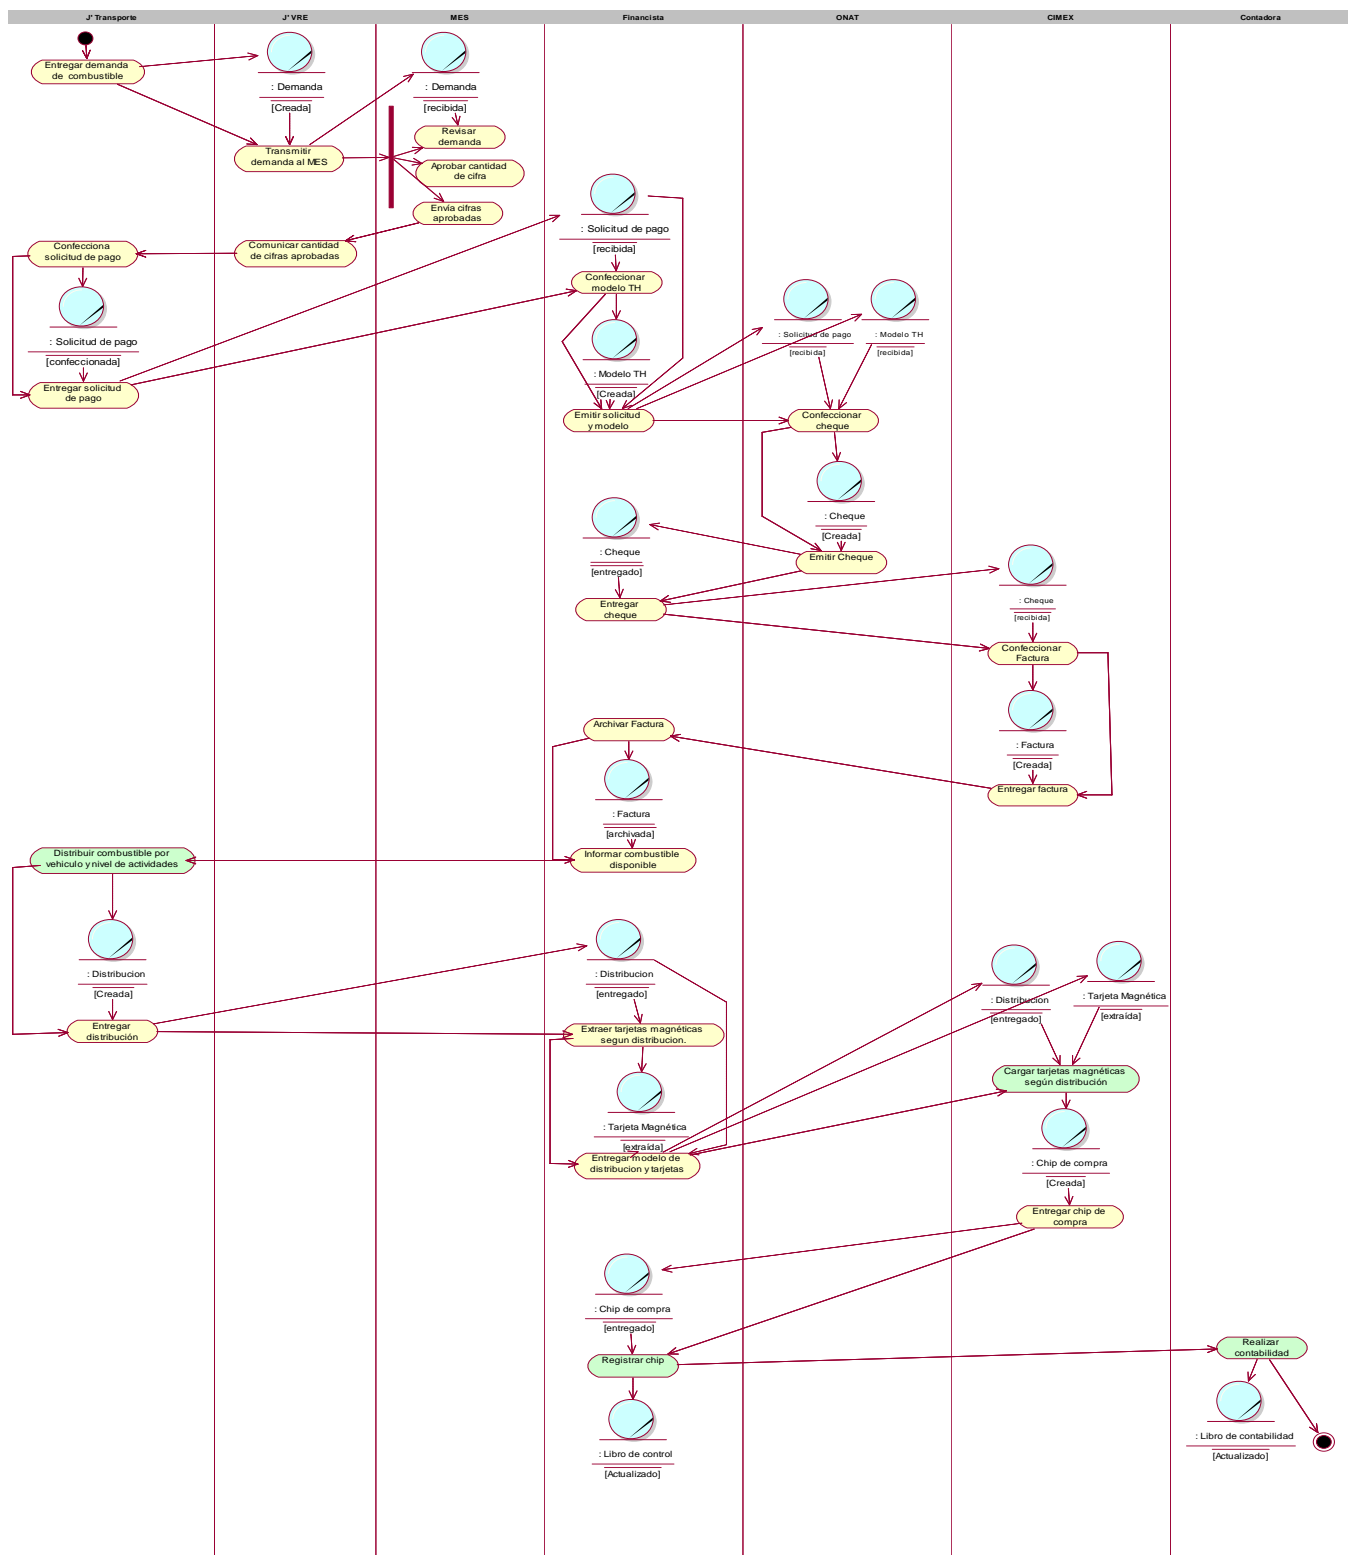 J' Transporte
J' VRE
MES
Financista
ONAT
CIMEX
Contadora
Entregar demanda
de combustible
: Demanda
[Creada]
: Demanda
[recibida]
Revisar
demanda
Transmitir
demanda al MES
Aprobar cantidad
de cifra
Envía cifras
aprobadas
: Solicitud de pago
[recibida]
Confecciona
solicitud de pago
Comunicar cantidad
de cifras aprobadas
Confeccionar
modelo TH
: Solicitud de pago
[confeccionada]
: Solicitud de pago
[recibida]
: Modelo TH
[recibida]
: Modelo TH
[Creada]
Entregar solicitud
de pago
Emitir solicitud
y modelo
Confeccionar
cheque
: Cheque
[Creada]
: Cheque
[entregado]
Emitir Cheque
: Cheque
[recibida]
Entregar
cheque
Confeccionar
Factura
Archivar Factura
: Factura
[Creada]
Entregar factura
: Factura
[archivada]
Distribuir combustible por
vehiculo y nivel de actividades
Informar combustible
disponible
: Distribucion
[Creada]
: Distribucion
[entregado]
: Distribucion
[entregado]
: Tarjeta Magnética
[extraída]
Entregar
distribución
Extraer tarjetas magnéticas
segun distribucion.
Cargar tarjetas magnéticas
según distribución
: Tarjeta Magnética
[extraída]
Entregar modelo de
distribucion y tarjetas
: Chip de compra
[Creada]
Entregar chip de
compra
: Chip de compra
[entregado]
Registrar chip
Realizar
contabilidad
: Libro de control
[Actualizado]
: Libro de contabilidad
[Actualizado]